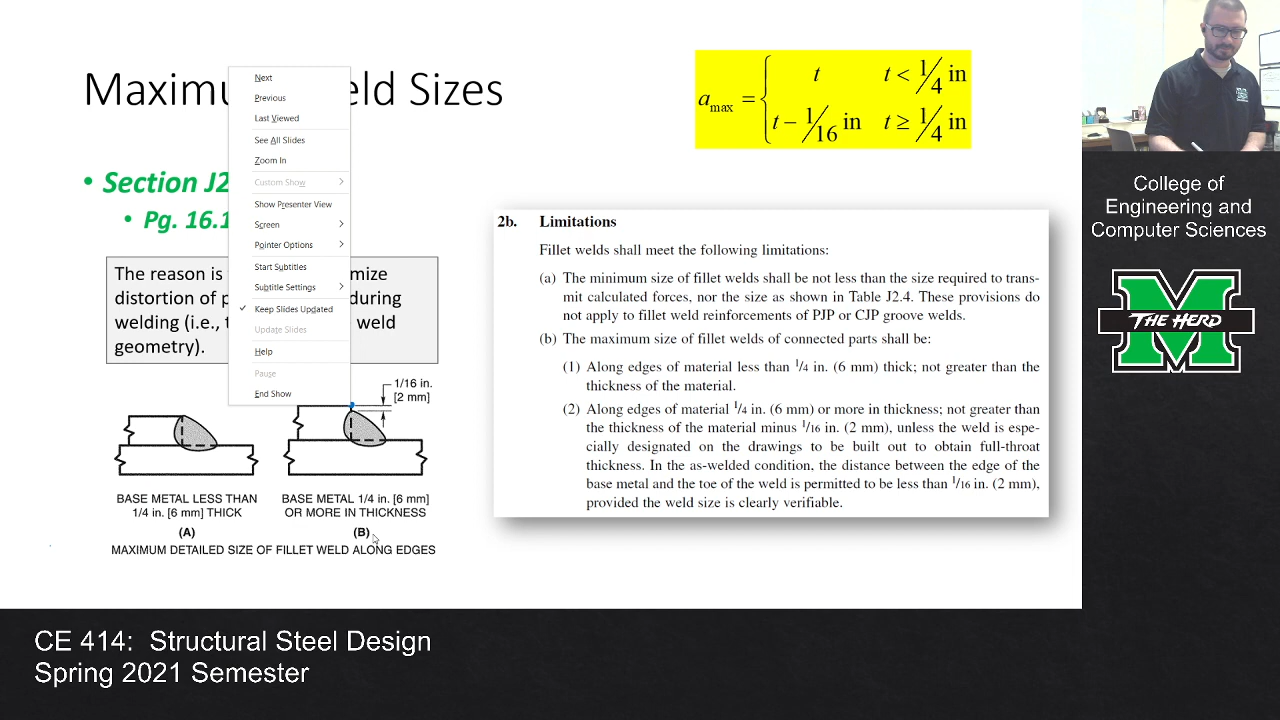 Maximu eld Sizes
a max = { t t < 1/4 in
t − 1/16 in t ≥ 1/4 in
• Section J2
• Pg. 16.1
The reason is mize
distortion of p during
welding (i.e., t weld
geometry).
Next
Previous
Last Viewed
See All Slides
Zoom In
Custom Show
Show Presenter View
Screen
Pointer Options
Start Subtitles
Subtitle Settings
Keep Slides Updated
Update Slides
Help
Pause
End Show
1/16 in.
[2 mm]
BASE METAL LESS THAN
1/4 in. [6 mm] THICK
(A)
BASE METAL 1/4 in. [6 mm]
OR MORE IN THICKNESS
(B)
MAXIMUM DETAILED SIZE OF FILLET WELD ALONG EDGES
2b. Limitations
Fillet welds shall meet the following limitations:
(a) The minimum size of fillet welds shall be not less than the size required to trans-
mit calculated forces, nor the size as shown in Table J2.4. These provisions do
not apply to fillet weld reinforcements of PJP or CJP groove welds.
(b) The maximum size of fillet welds of connected parts shall be:
(1) Along edges of material less than 1/4 in. (6 mm) thick; not greater than the
thickness of the material.
(2) Along edges of material 1/4 in. (6 mm) or more in thickness; not greater than
the thickness of the material minus 1/16 in. (2 mm), unless the weld is espe-
cially designated on the drawings to be built out to obtain full-throat
thickness. In the as-welded condition, the distance between the edge of the
base metal and the toe of the weld is permitted to be less than 1/16 in. (2 mm),
provided the weld size is clearly verifiable.
College of
Engineering and
Computer Sciences
THE HERD
CE 414: Structural Steel Design
Spring 2021 Semester